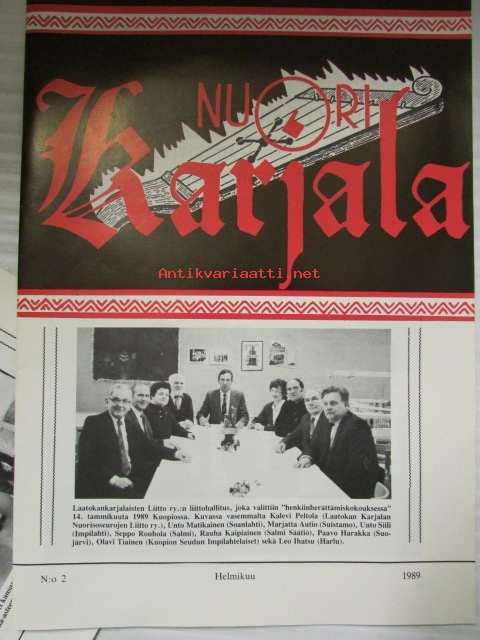 NUORI
Karjala
Antikvariaatti.net
Laatokankarjalaisten Liitto ry.:n liittohallitus, joka valittiin "henkiinherättämiskokouksessa"
14. tammikuuta 1989 Kuopiossa. Kuvassa vasemmalta Kalevi Peltola (Laatokan Karjalan
Nuorisoseurojen Liitto ry.), Unto Matikainen (Soanlahti), Marjatta Autio (Suistamo), Unto Siili
(Impilahti), Seppo Rouhola (Salmi), Rauha Kaipiainen (Salmi Säätiö), Paavo Harakka (Suo-
järvi), Olavi Tiainen (Kuopion Seudun Impilahtelaiset) sekä Leo Ihatsu (Harlu).
N:o 2 Helmikuu 1989